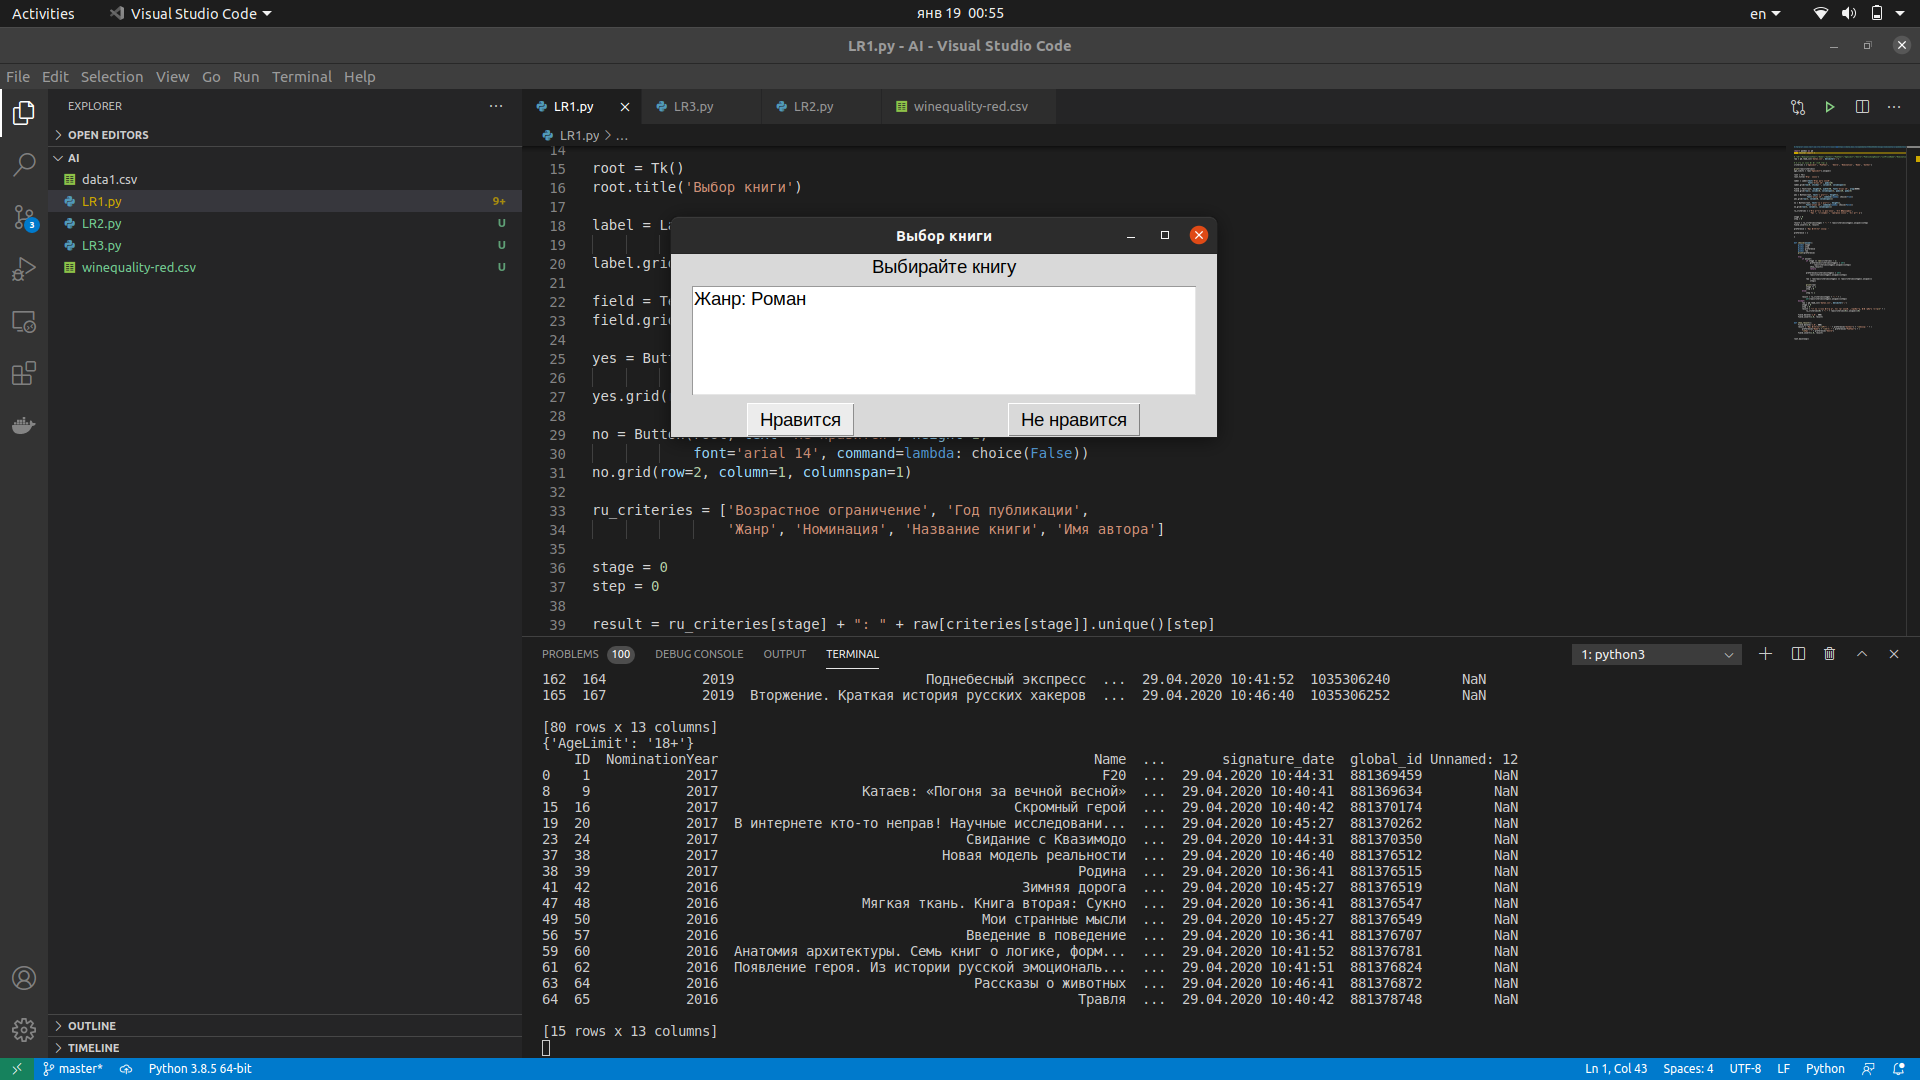 Activities
Visual Studio Code
янв 19 00:55
en
LR1.py - AI - Visual Studio Code
File Edit Selection View Go Run Terminal Help
EXPLORER
OPEN EDITORS
AI
data1.csv
LR1.py 9+
LR2.py U
LR3.py U
winequality-red.csv U
3
OUTLINE
TIMELINE
LR1.py LR3.py LR2.py winequality-red.csv
LR1.py > ...
14
15 root = Tk()
16 root.title('Выбор книги')
17
18 label = La
19
20 label.grid
21
22 field = Te
23 field.grid
24
25 yes = Butt
26
27 yes.grid(
28
29 no = Button(
30 font='arial 14', command=lambda: choice(False))
31 no.grid(row=2, column=1, columnspan=1)
32
33 ru_criteries = ['Возрастное ограничение', 'Год публикации',
34 'Жанр', 'Номинация', 'Название книги', 'Имя автора']
35
36 stage = 0
37 step = 0
38
39 result = ru_criteries[stage] + ": " + raw[criteries[stage]].unique()[step]
Выбор книги
Выбирайте книгу
Жанр: Роман
Нравится
Не нравится
PROBLEMS 100 DEBUG CONSOLE OUTPUT TERMINAL
1: python3
162 164 2019 Поднебесный экспресс ... 29.04.2020 10:41:52 1035306240 NaN
165 167 2019 Вторжение. Краткая история русских хакеров ... 29.04.2020 10:46:40 1035306252 NaN
[80 rows x 13 columns]
{'AgeLimit': '18+'}
ID NominationYear Name ... signature_date global_id Unnamed: 12
0 1 2017 F20 ... 29.04.2020 10:44:31 881369459 NaN
8 9 2017 Катаев: «Погоня за вечной весной» ... 29.04.2020 10:40:41 881369634 NaN
15 16 2017 Скромный герой ... 29.04.2020 10:40:42 881370174 NaN
19 20 2017 В интернете кто-то неправ! Научные исследовани... ... 29.04.2020 10:45:27 881370262 NaN
23 24 2017 Свидание с Квазимодо ... 29.04.2020 10:44:31 881370350 NaN
37 38 2017 Новая модель реальности ... 29.04.2020 10:46:40 881376512 NaN
38 39 2017 Родина ... 29.04.2020 10:36:41 881376515 NaN
41 42 2016 Зимняя дорога ... 29.04.2020 10:45:27 881376519 NaN
47 48 2016 Мягкая ткань. Книга вторая: Сукно ... 29.04.2020 10:36:41 881376547 NaN
49 50 2016 Мои странные мысли ... 29.04.2020 10:45:27 881376549 NaN
56 57 2016 Введение в поведение ... 29.04.2020 10:36:41 881376707 NaN
59 60 2016 Анатомия архитектуры. Семь книг о логике, форм... ... 29.04.2020 10:41:52 881376781 NaN
61 62 2016 Появление героя. Из истории русской эмоциональ... ... 29.04.2020 10:41:51 881376824 NaN
63 64 2016 Рассказы о животных ... 29.04.2020 10:46:41 881376872 NaN
64 65 2016 Травля ... 29.04.2020 10:40:42 881378748 NaN
[15 rows x 13 columns]
master* Python 3.8.5 64-bit
Ln 1, Col 43 Spaces: 4 UTF-8 LF Python